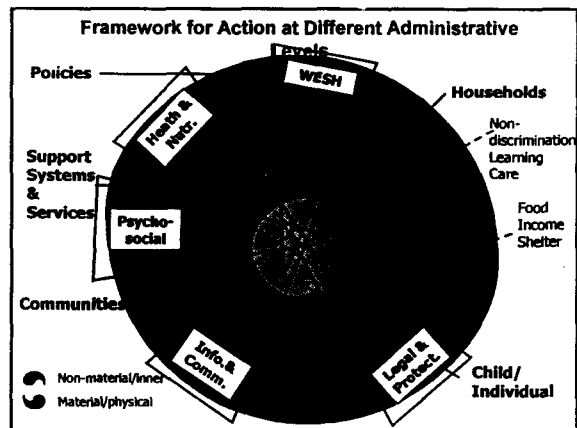 Framework for Action at Different Administrative
Levels
Policies
WESH
Households
Heath &
Nutr.
Non-
discrimination
Learning
Care
Support
Systems
&
Services
Psycho-
social
Food
Income
Shelter
Communities
Info.&
Comm.
Legal &
Protect.
Child/
Individual
Non-material/inner
Material/physical